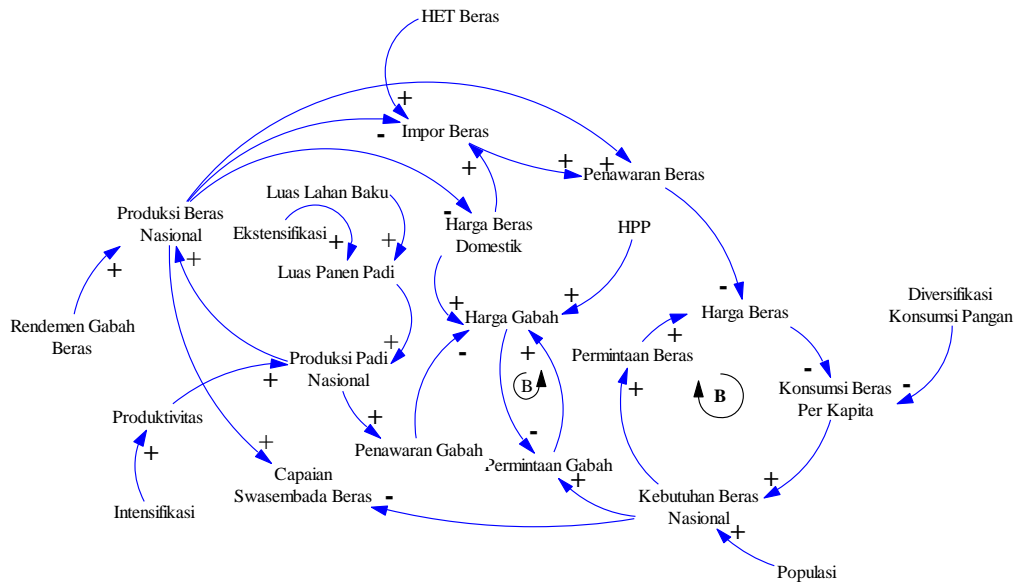 HET Beras
+
-
Impor Beras
+
+
+
Penawaran Beras
Luas Lahan Baku
Produksi Beras
Nasional
Ekstensifikasi
+
+
-
Harga Beras
Domestik
HPP
+
+
Luas Panen Padi
-
Diversifikasi
Konsumsi Pangan
Rendemen Gabah
Beras
+
+
Harga Gabah
Harga Beras
+
-
+
+
Permintaan Beras
Produksi Padi
Nasional
+
-
-
Konsumsi Beras
Per Kapita
B
B
+
Produktivitas
+
+
+
-
Penawaran Gabah
Permintaan Gabah
+
+
Capaian
Swasembada Beras
-
+
Kebutuhan Beras
Nasional
Intensifikasi
+
Populasi